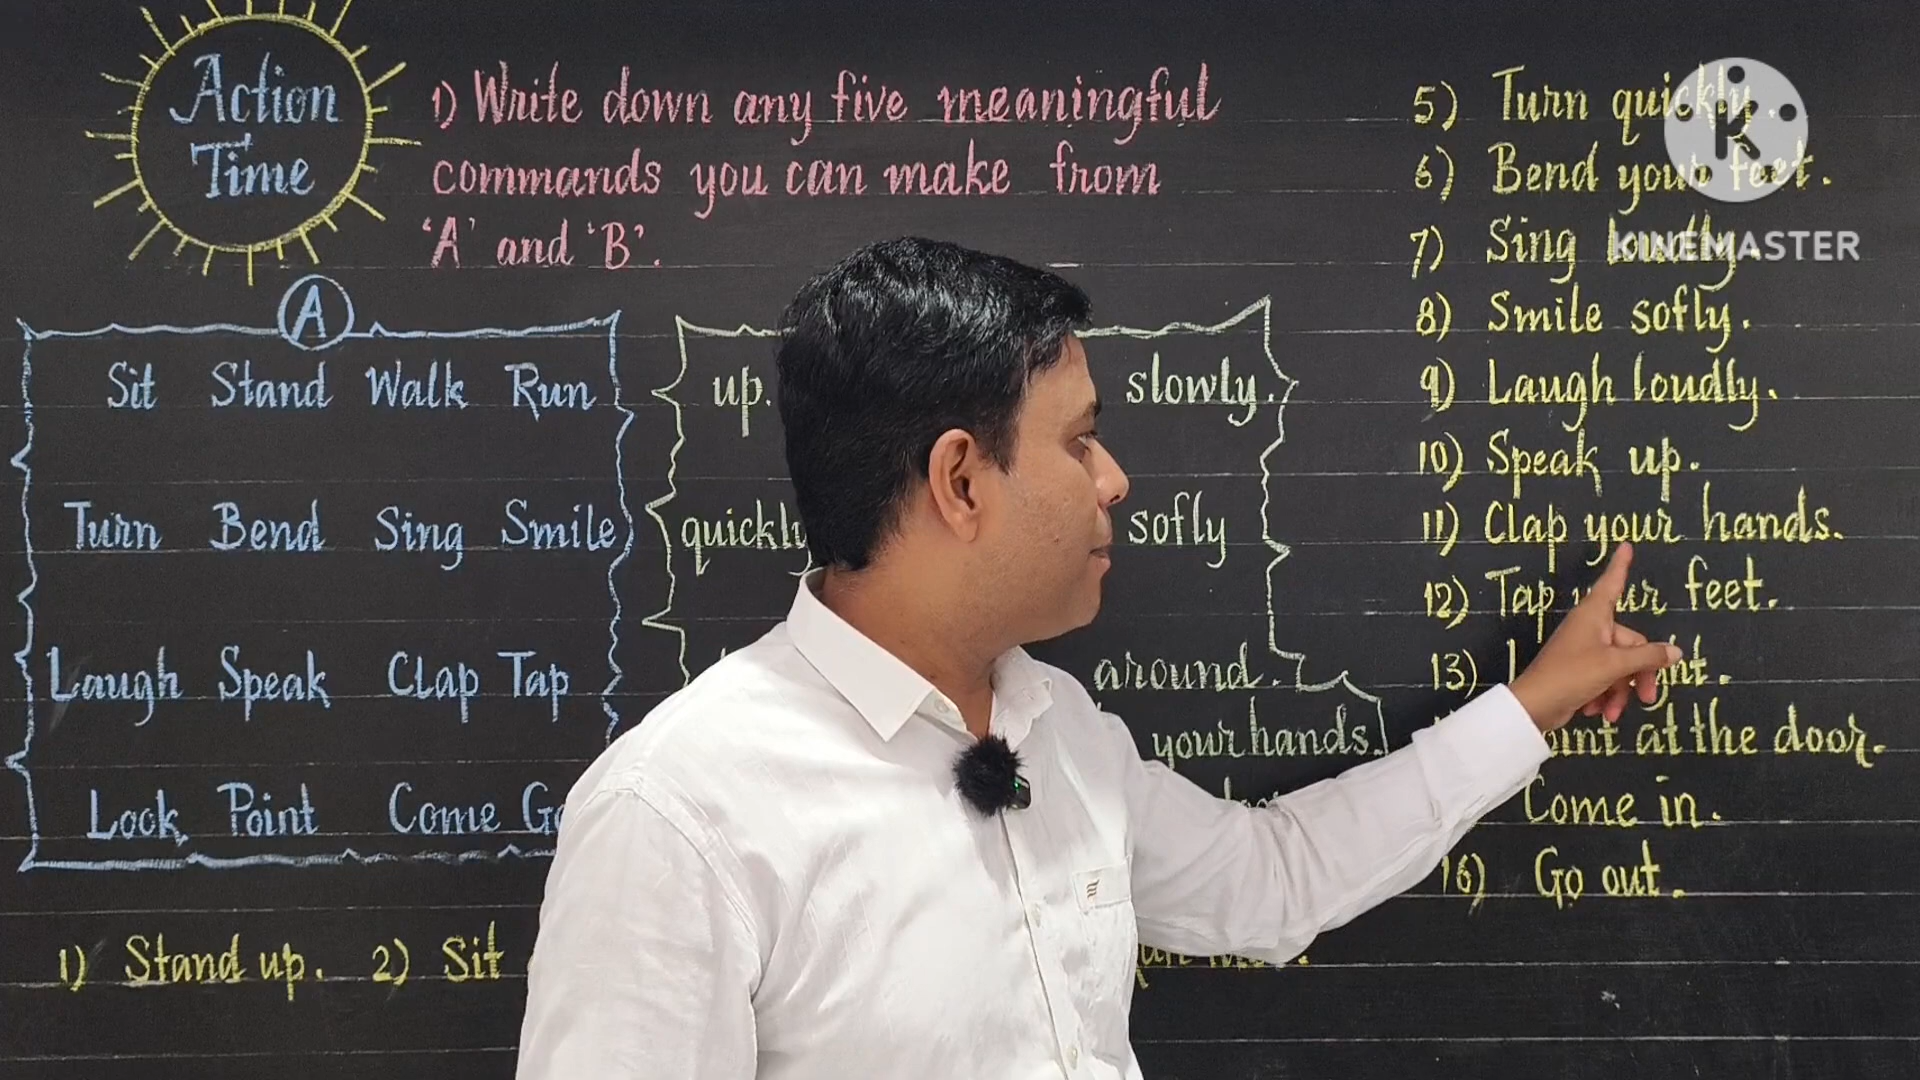 Action
Time
1) Write down any five meaningful
commands you can make from
'A' and 'B'.
A
Sit Stand Walk Run
Turn Bend Sing Smile
Laugh Speak Clap Tap
Look Point Come
up. slowly.
quickly sofly
around.
your hands.
1) Stand up. 2) Sit
5) Turn quickly.
6) Bend your feet.
7) Sing loudly.
8) Smile sofly.
9) Laugh loudly.
10) Speak up.
11) Clap your hands.
12) Tap your feet.
13)
at the door.
Come in.
16) Go out.
K
KINEMASTER